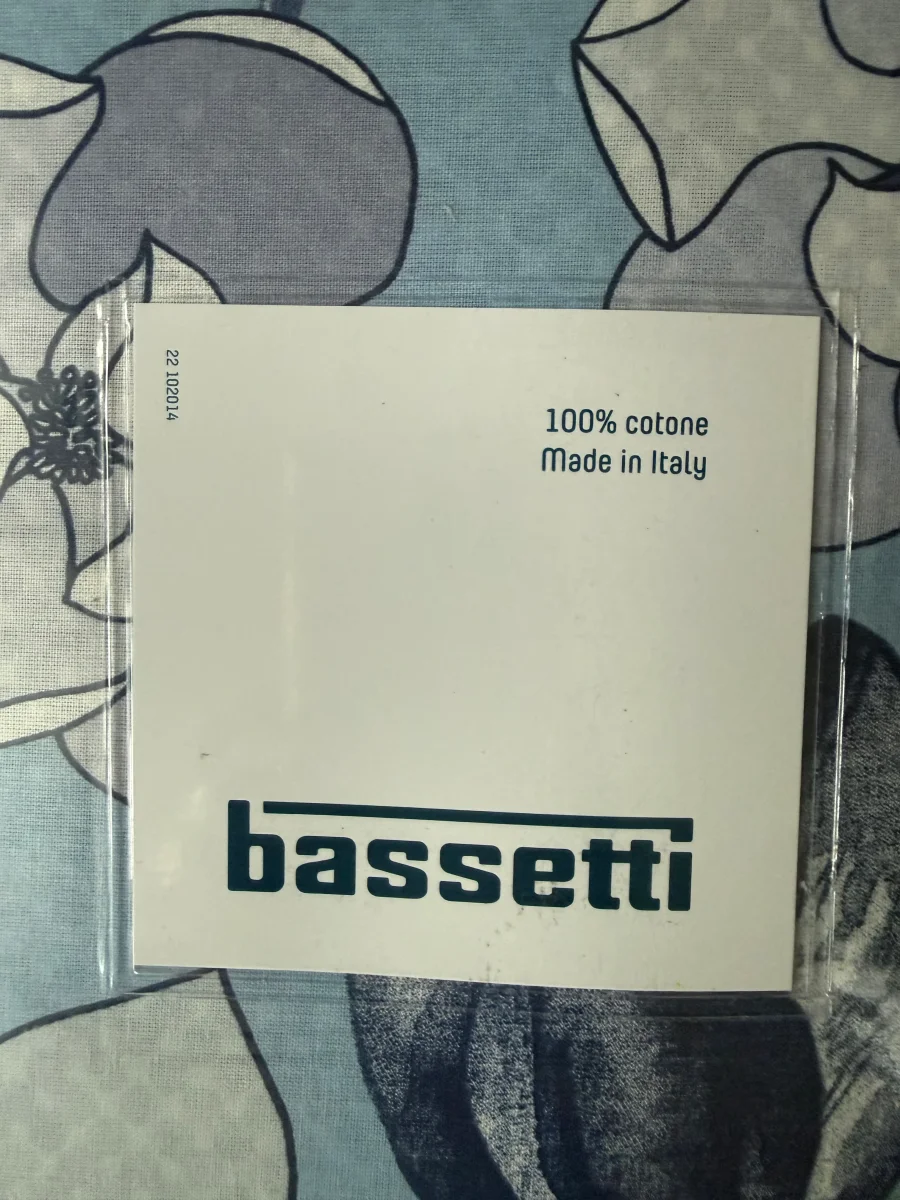 22 102014
100% cotone
Made in Italy
bassetti